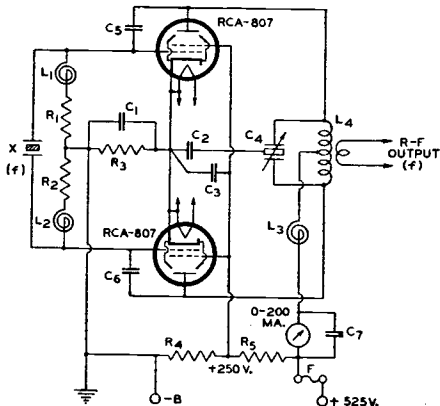 RCA-807
C5
L1
R1
C1
X
(f)
R2
R3
C2
C4
L4
R-F
OUTPUT
(f)
C3
L2
RCA-807
L3
C6
0-200
MA.
C7
R4
R5
+250 V.
F
-B
+ 525 V.